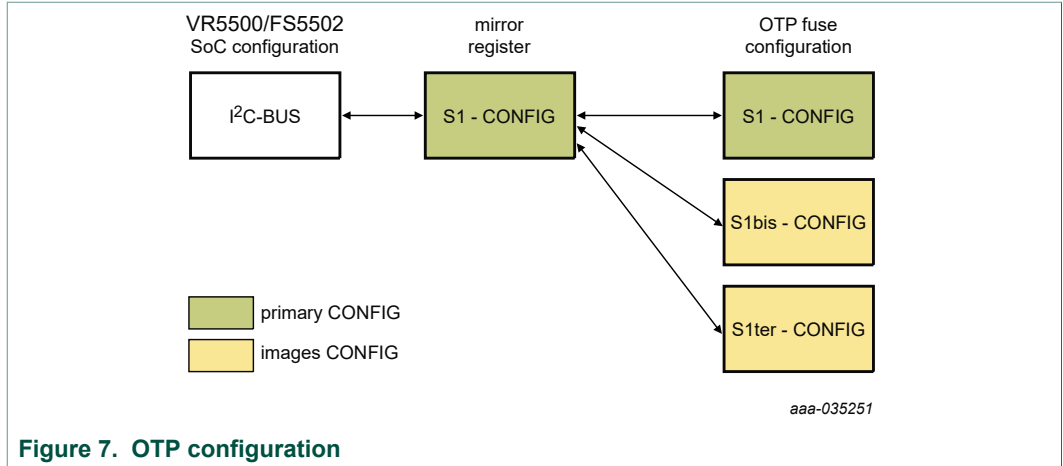 VR5500/FS5502
SoC configuration
mirror
register
OTP fuse
configuration
I²C-BUS
S1 - CONFIG
S1 - CONFIG
S1bis - CONFIG
S1ter - CONFIG
primary CONFIG
images CONFIG
aaa-035251
Figure 7. OTP configuration